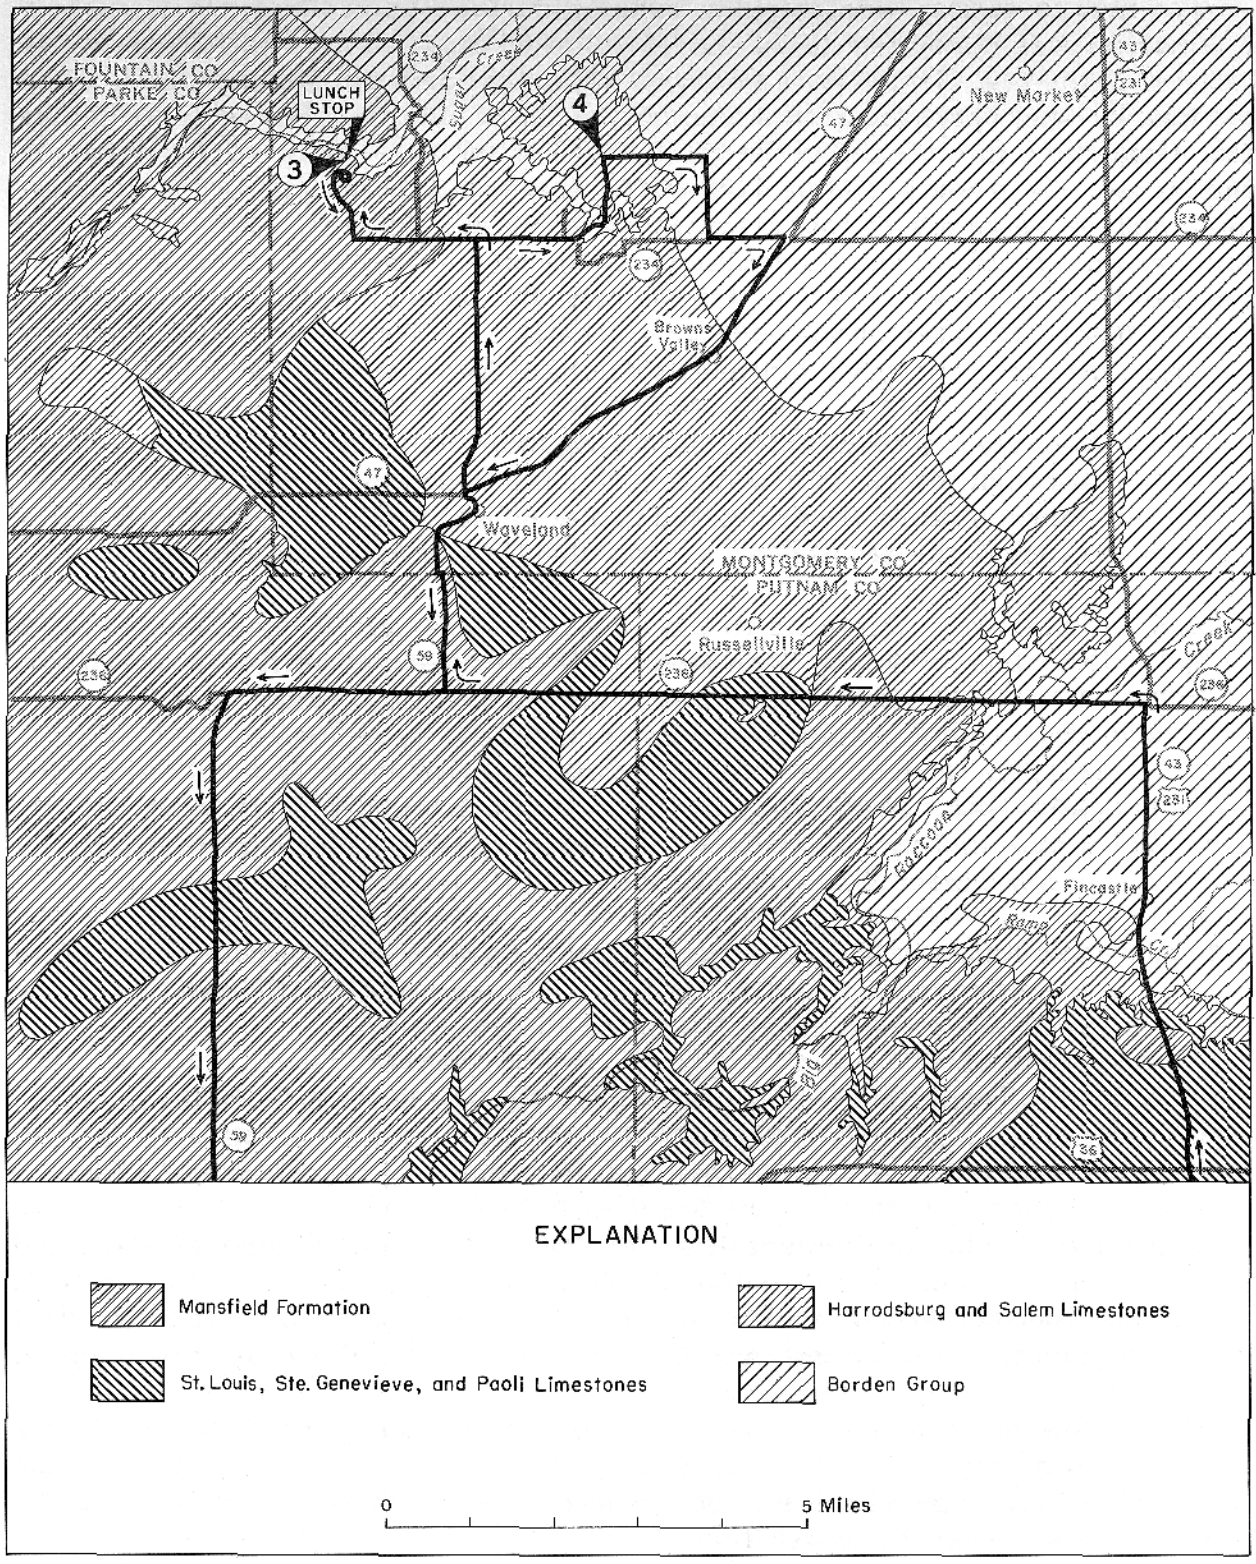 234
Creek
43
FOUNTAIN CO
PARKE CO
LUNCH
STOP
Sugar
4
New Market
231
47
3
234
234
Browns
Valley
47
Waveland
MONTGOMERY CO
PUTNAM CO
Russellville
Creek
59
236
236
236
43
231
Raccoon
Fincastle
Ramp
Big
59
36
EXPLANATION
Mansfield Formation
Harrodsburg and Salem Limestones
St. Louis, Ste. Genevieve, and Paoli Limestones
Borden Group
0
5 Miles